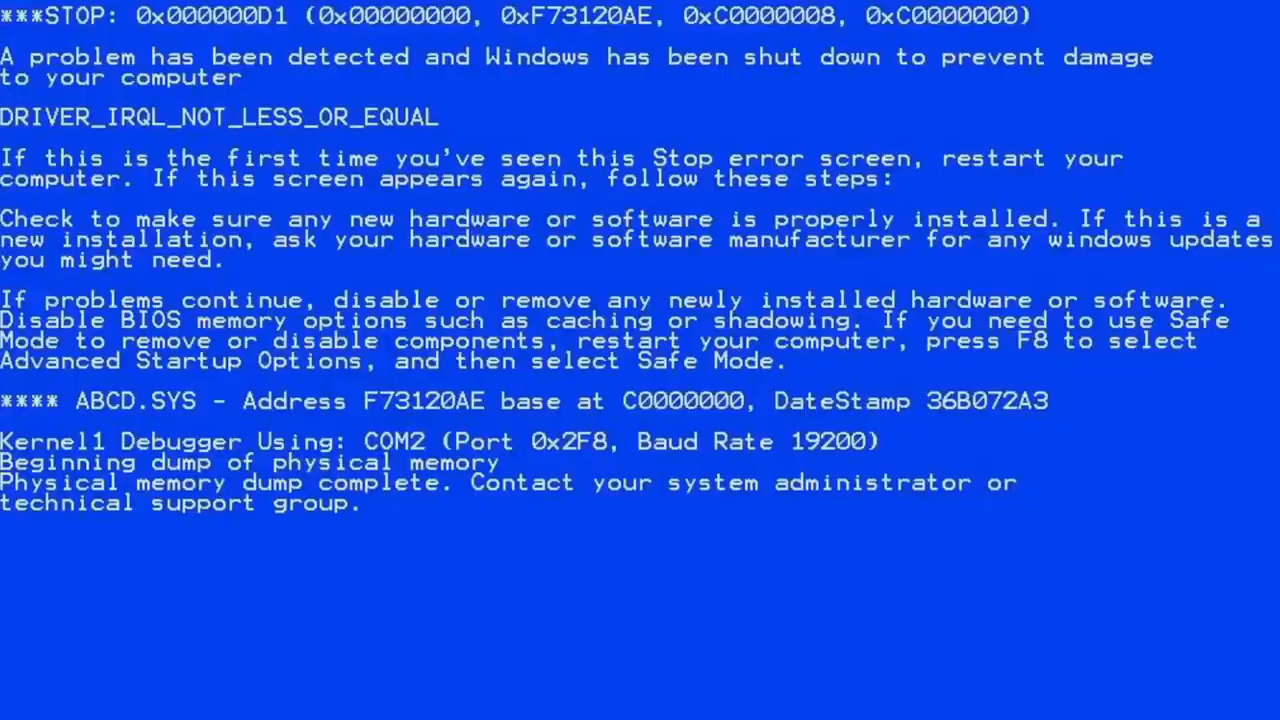 ***STOP: 0x000000D1 (0x00000000, 0xF73120AE, 0xC0000008, 0xC0000000)
A problem has been detected and Windows has been shut down to prevent damage
to your computer
DRIVER_IRQL_NOT_LESS_OR_EQUAL
If this is the first time you've seen this Stop error screen, restart your
computer. If this screen appears again, follow these steps:
Check to make sure any new hardware or software is properly installed. If this is a
new installation, ask your hardware or software manufacturer for any windows updates
you might need.
If problems continue, disable or remove any newly installed hardware or software.
Disable BIOS memory options such as caching or shadowing. If you need to use Safe
Mode to remove or disable components, restart your computer, press F8 to select
Advanced Startup Options, and then select Safe Mode.
**** ABCD.SYS - Address F73120AE base at C0000000, DateStamp 36B072A3
Kernel1 Debugger Using: COM2 (Port 0x2F8, Baud Rate 19200)
Beginning dump of physical memory
Physical memory dump complete. Contact your system administrator or
technical support group.